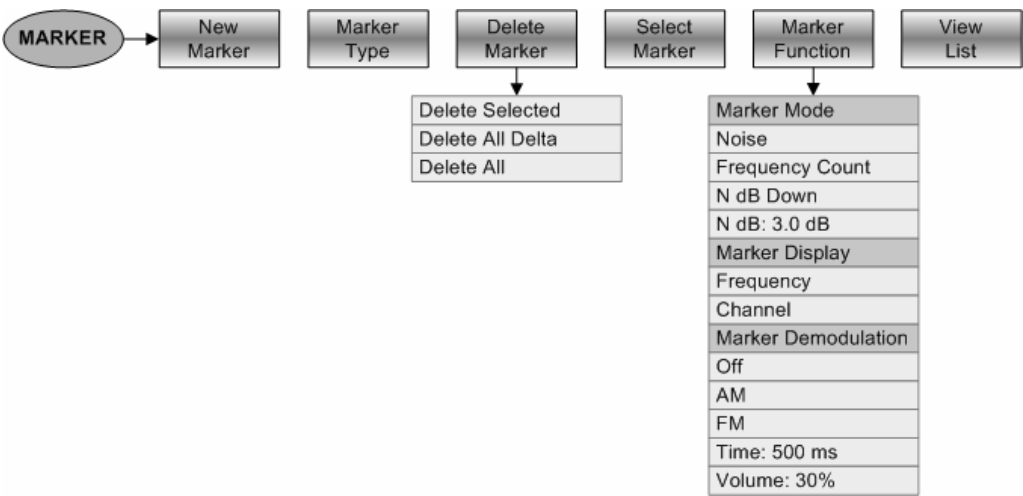 MARKER
New
Marker
Marker
Type
Delete
Marker
Select
Marker
Marker
Function
View
List
Delete Selected
Delete All Delta
Delete All
Marker Mode
Noise
Frequency Count
N dB Down
N dB: 3.0 dB
Marker Display
Frequency
Channel
Marker Demodulation
Off
AM
FM
Time: 500 ms
Volume: 30%